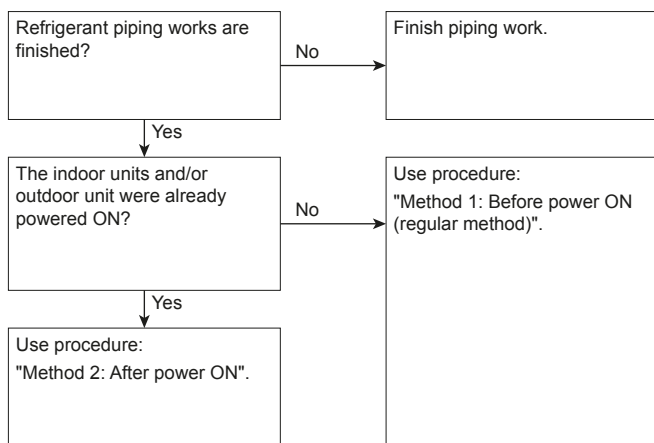 Refrigerant piping works are
finished?
No
Finish piping work.
Yes
The indoor units and/or
outdoor unit were already
powered ON?
No
Use procedure:
"Method 1: Before power ON
(regular method)".
Yes
Use procedure:
"Method 2: After power ON".